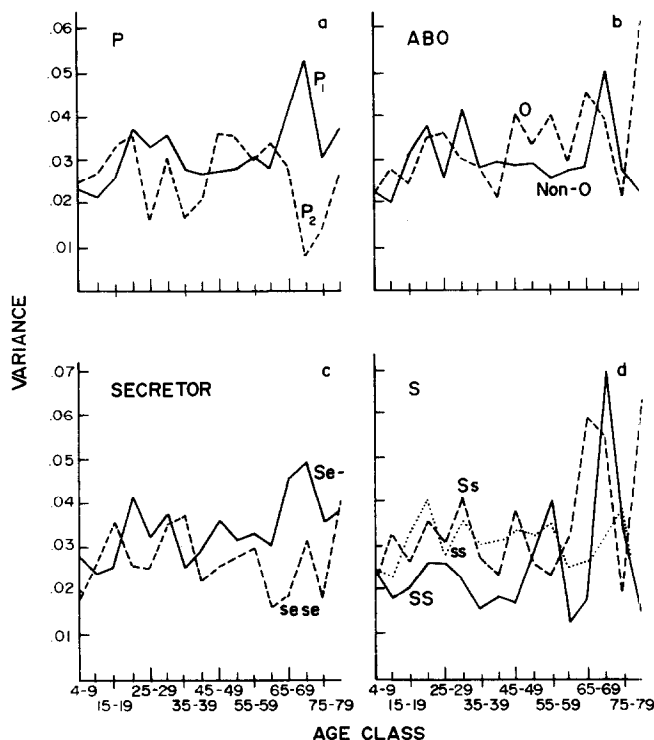 .06
.05
.04
.03
.02
.01
P
a
P1
P2
ABO
b
O
Non-O
VARIANCE
.07
.06
.05
.04
.03
.02
.01
SECRETOR
c
Se-
sese
S
d
Ss
ss
SS
4-9 25-29 45-49 65-69
15-19 35-39 55-59 75-79
4-9 25-29 45-49 65-69
15-19 35-39 55-59 75-79
AGE CLASS